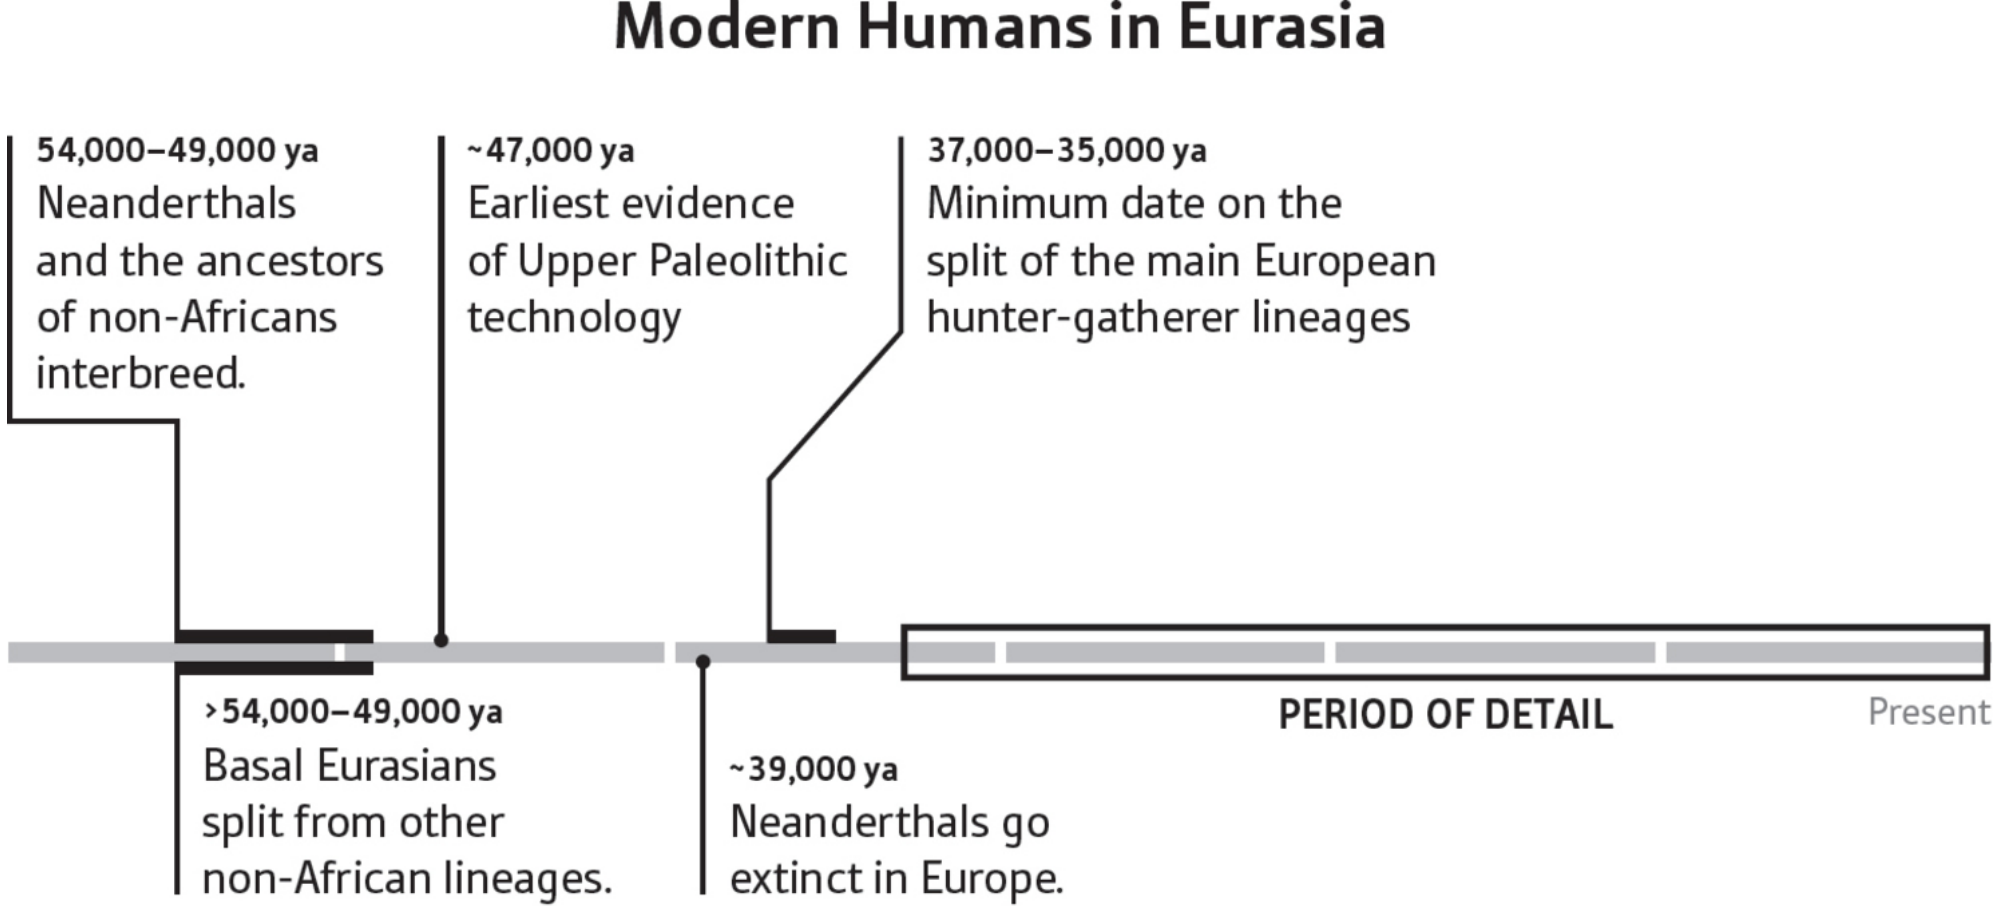 Modern Humans in Eurasia
54,000–49,000 ya
Neanderthals
and the ancestors
of non-Africans
interbreed.
~47,000 ya
Earliest evidence
of Upper Paleolithic
technology
37,000–35,000 ya
Minimum date on the
split of the main European
hunter-gatherer lineages
>54,000–49,000 ya
Basal Eurasians
split from other
non-African lineages.
~39,000 ya
Neanderthals go
extinct in Europe.
PERIOD OF DETAIL
Present